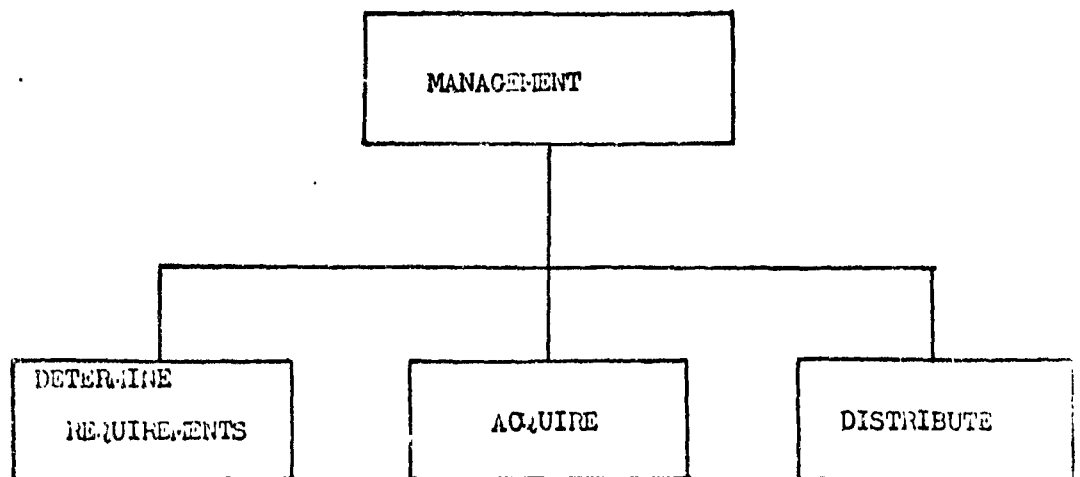 MANAGEMENT
DETERMINE
REQUIREMENTS
ACQUIRE
DISTRIBUTE